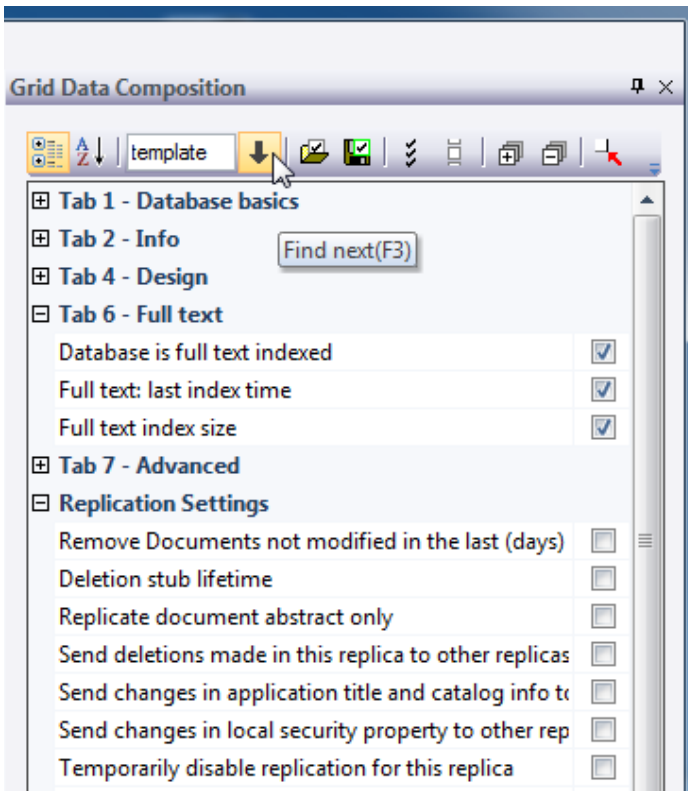 Grid Data Composition
template
Tab 1 - Database basics
Tab 2 - Info
Find next(F3)
Tab 4 - Design
Tab 6 - Full text
Database is full text indexed
Full text: last index time
Full text index size
Tab 7 - Advanced
Replication Settings
Remove Documents not modified in the last (days)
Deletion stub lifetime
Replicate document abstract only
Send deletions made in this replica to other replicas
Send changes in application title and catalog info to
Send changes in local security property to other rep
Temporarily disable replication for this replica